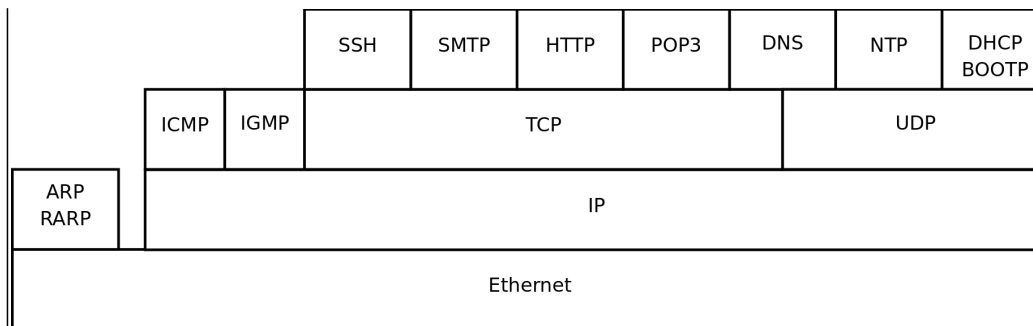 SSH
SMTP
HTTP
POP3
DNS
NTP
DHCP
BOOTP
ICMP
IGMP
TCP
UDP
ARP
RARP
IP
Ethernet